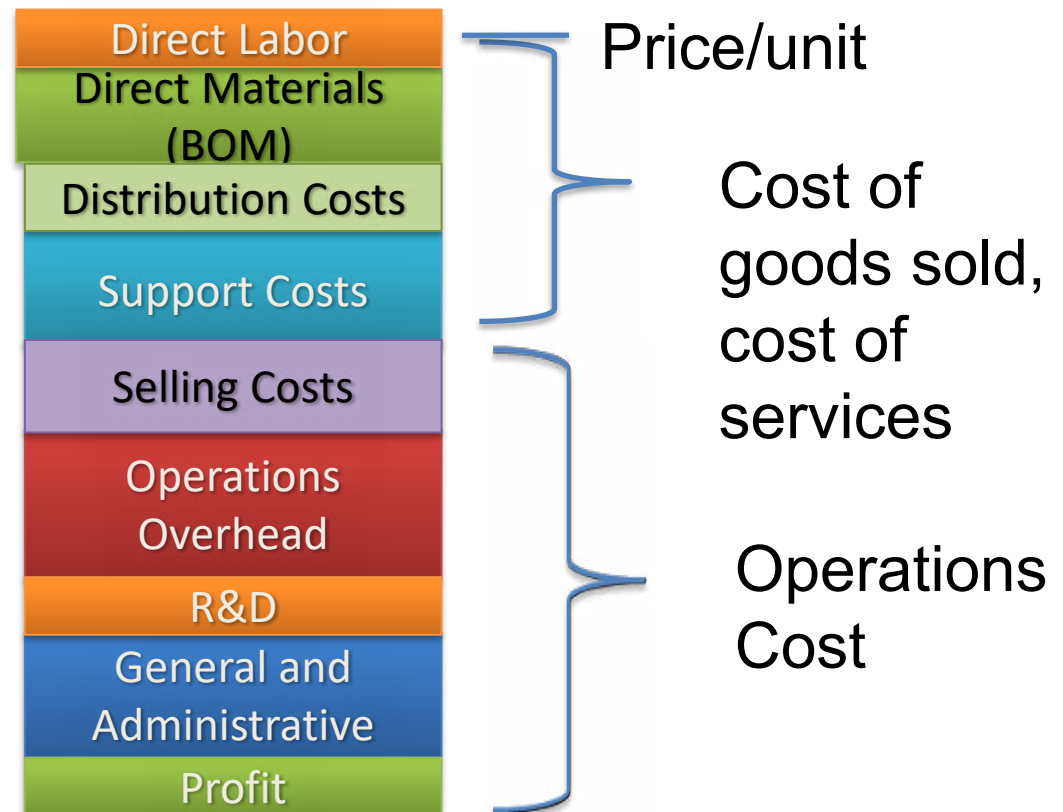 Direct Labor
Direct Materials
(BOM)
Distribution Costs
Support Costs
Selling Costs
Operations
Overhead
R&D
General and
Administrative
Profit
Price/unit
Cost of
goods sold,
cost of
services
Operations
Cost